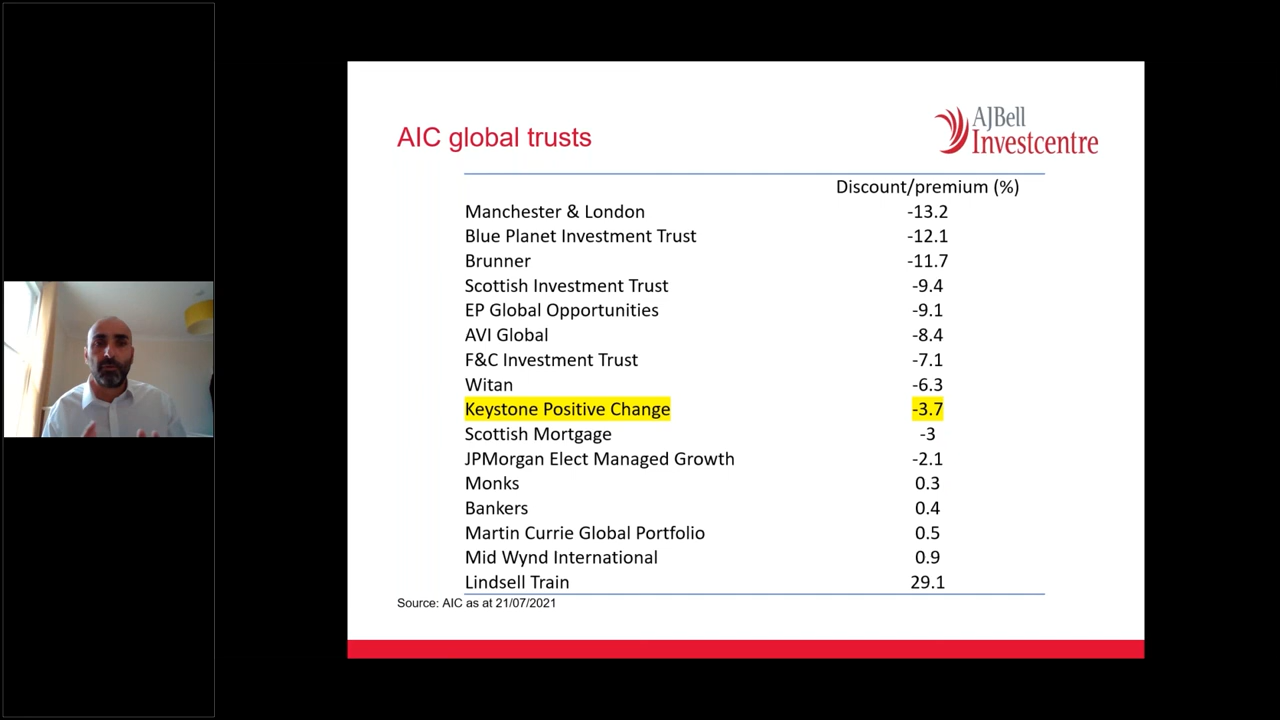 AIC global trusts
AJBell
Investcentre
Discount/premium (%)
Manchester & London -13.2
Blue Planet Investment Trust -12.1
Brunner -11.7
Scottish Investment Trust -9.4
EP Global Opportunities -9.1
AVI Global -8.4
F&C Investment Trust -7.1
Witan -6.3
Keystone Positive Change -3.7
Scottish Mortgage -3
JPMorgan Elect Managed Growth -2.1
Monks 0.3
Bankers 0.4
Martin Currie Global Portfolio 0.5
Mid Wynd International 0.9
Lindsell Train 29.1
Source: AIC as at 21/07/2021